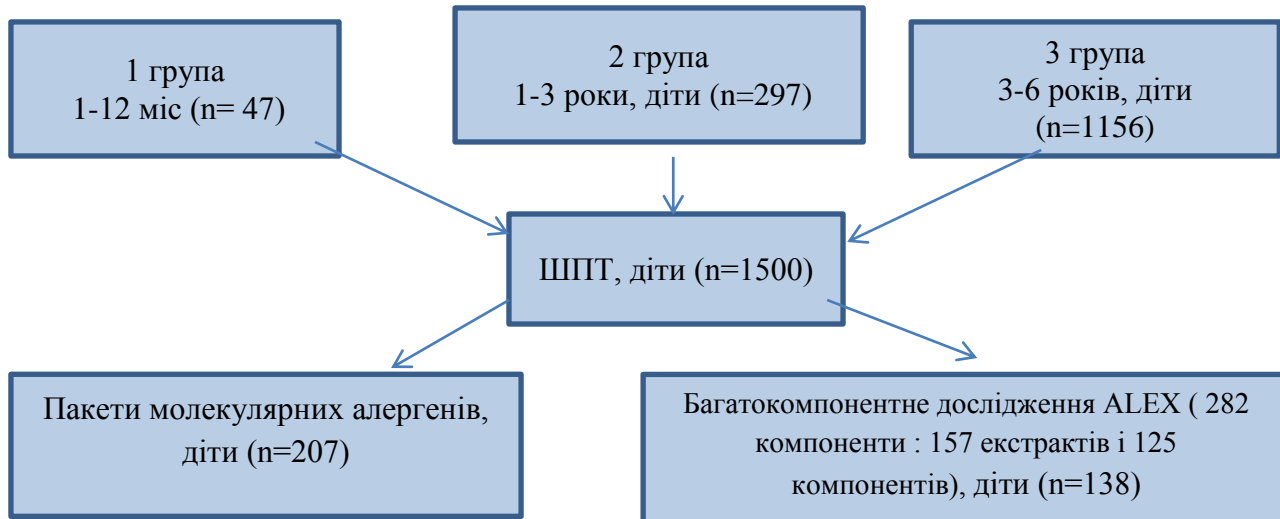 1 група
1-12 міс (n= 47)
2 група
1-3 роки, діти (n=297)
3 група
3-6 років, діти
(n=1156)
ШПТ, діти (n=1500)
Пакети молекулярних алергенів,
діти (n=207)
Багатокомпонентне дослідження ALEX ( 282
компоненти : 157 екстрактів і 125
компонентів), діти (n=138)